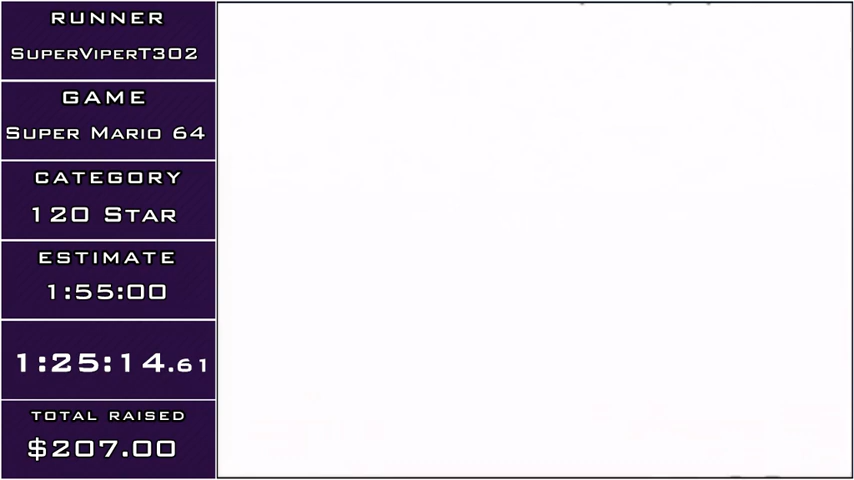 RUNNER
SuperViperT302
GAME
Super Mario 64
CATEGORY
120 Star
ESTIMATE
1:55:00
1:25:14.61
TOTAL RAISED
$207.00